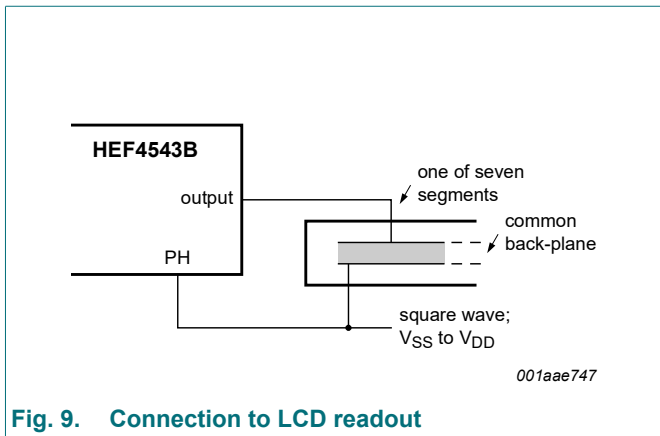 HEF4543B
output
PH
one of seven
segments
common
back-plane
square wave;
VSS to VDD
001aae747
Fig. 9. Connection to LCD readout